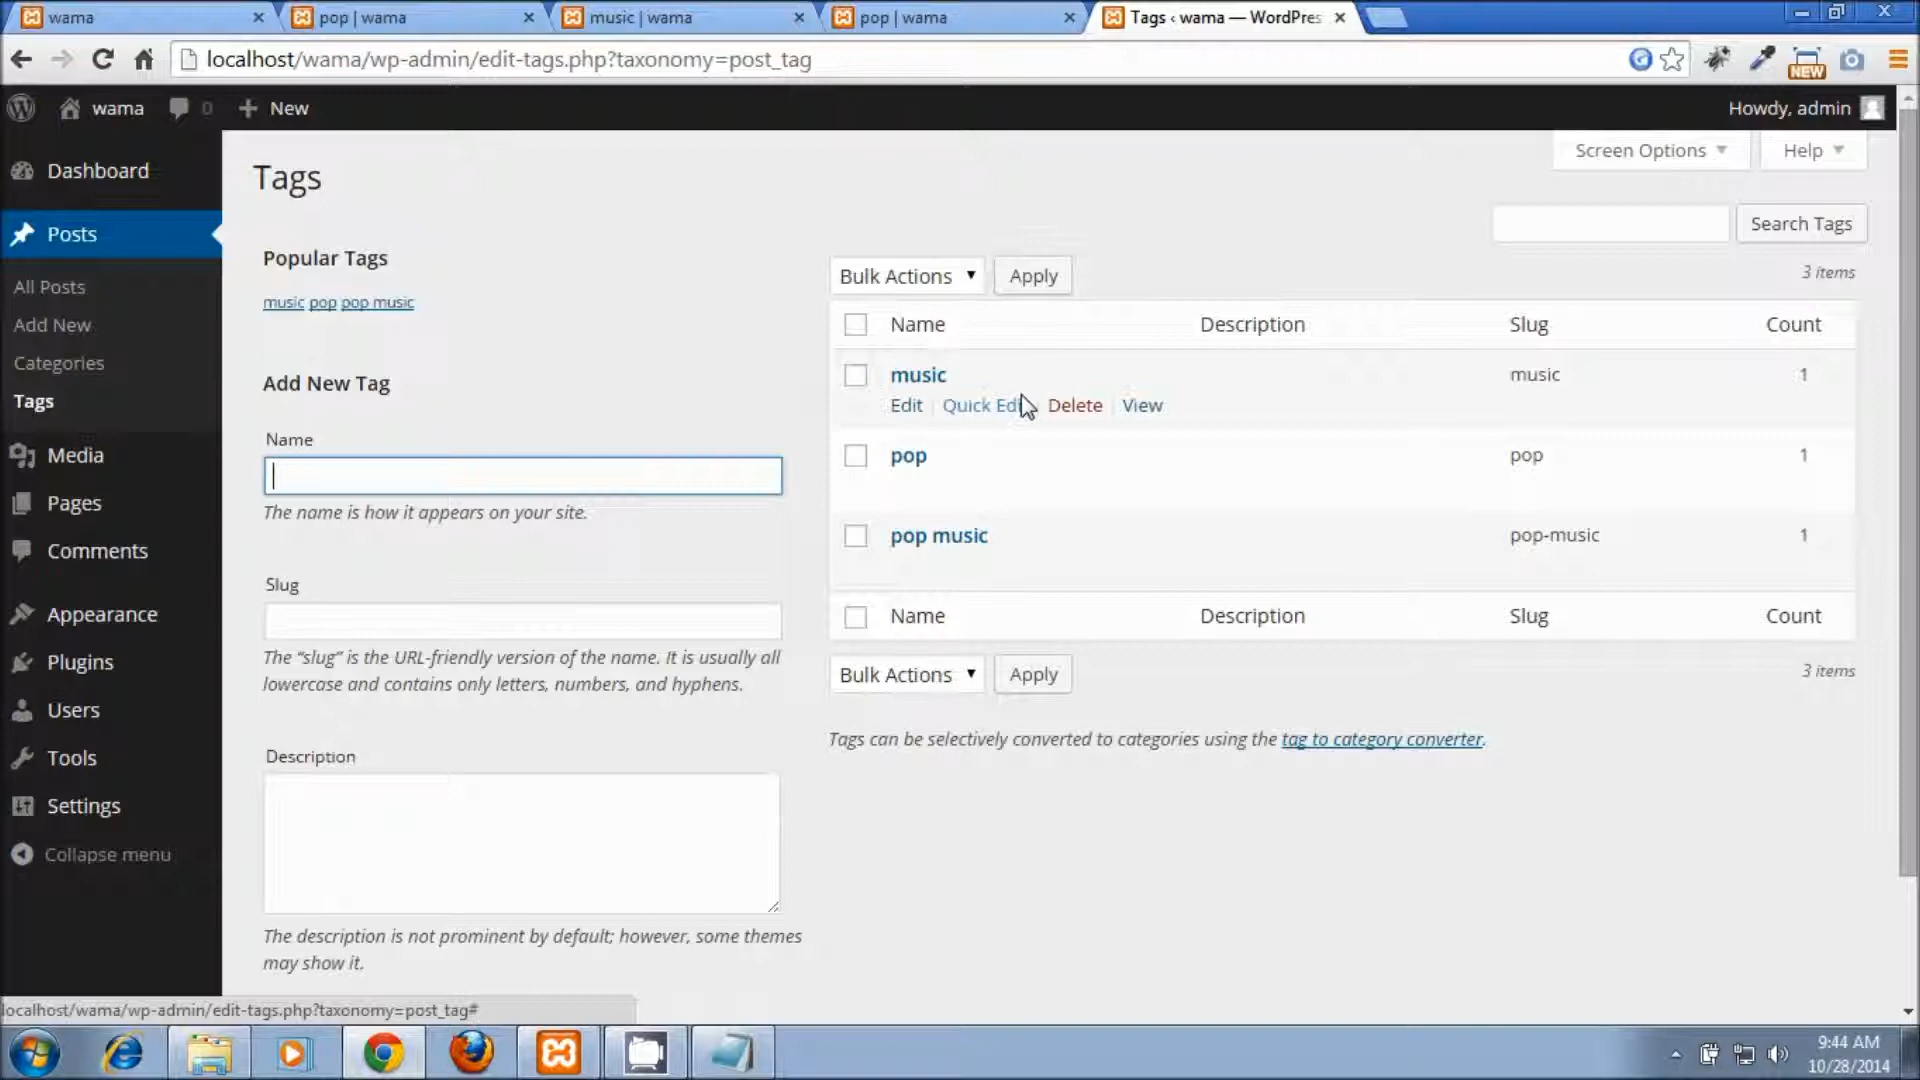 wama
pop | wama
music | wama
pop | wama
Tags ‹ wama — WordPres
localhost/wama/wp-admin/edit-tags.php?taxonomy=post_tag
NEW
wama
0
New
Howdy, admin
Screen Options
Help
Dashboard
Posts
All Posts
Add New
Categories
Tags
Media
Pages
Comments
Appearance
Plugins
Users
Tools
Settings
Collapse menu
Tags
Popular Tags
music pop pop music
Add New Tag
Name
The name is how it appears on your site.
Slug
The “slug” is the URL-friendly version of the name. It is usually all
lowercase and contains only letters, numbers, and hyphens.
Description
The description is not prominent by default; however, some themes
may show it.
Search Tags
Bulk Actions
Apply
3 items
Name Description Slug Count
music music 1
Edit | Quick Edi | Delete | View
pop pop 1
pop music pop-music 1
Name Description Slug Count
Bulk Actions
Apply
3 items
Tags can be selectively converted to categories using the tag to category converter.
localhost/wama/wp-admin/edit-tags.php?taxonomy=post_tag#
9:44 AM
10/28/2014